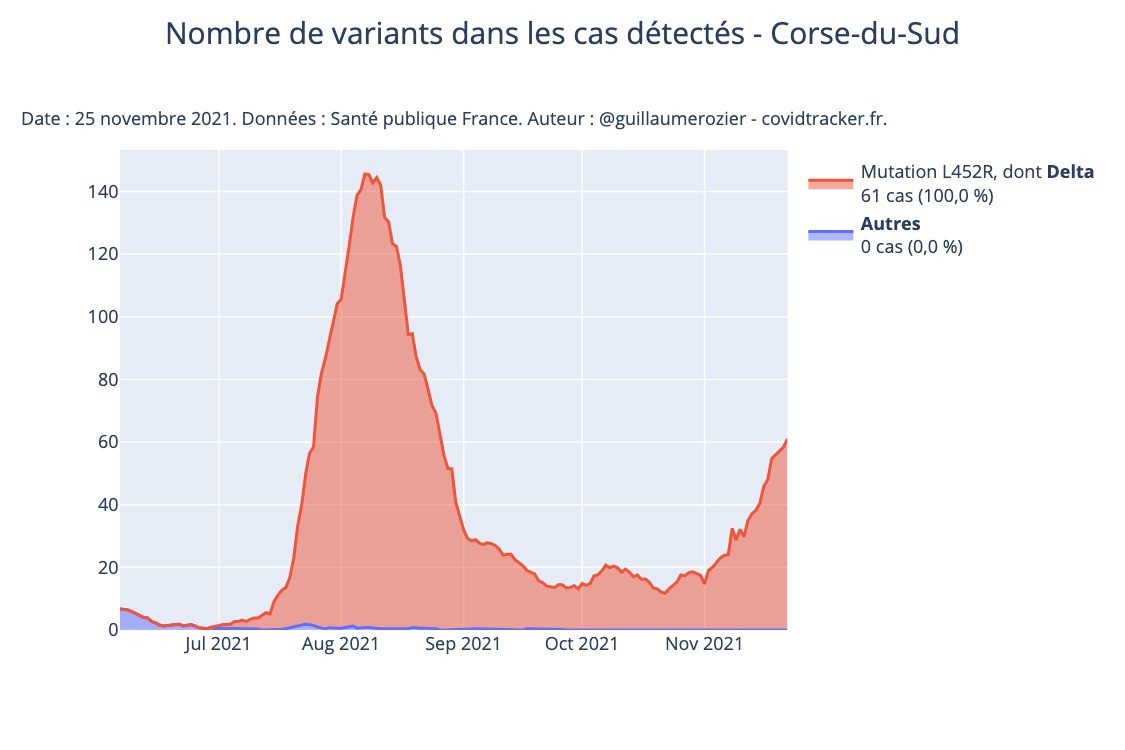 Nombre de variants dans les cas détectés - Corse-du-Sud
Date : 25 novembre 2021. Données : Santé publique France. Auteur : @guillaumerozier - covidtracker.fr.
Mutation L452R, dont Delta
61 cas (100,0 %)
Autres
0 cas (0,0 %)
140
120
100
80
60
40
20
0
Jul 2021 Aug 2021 Sep 2021 Oct 2021 Nov 2021